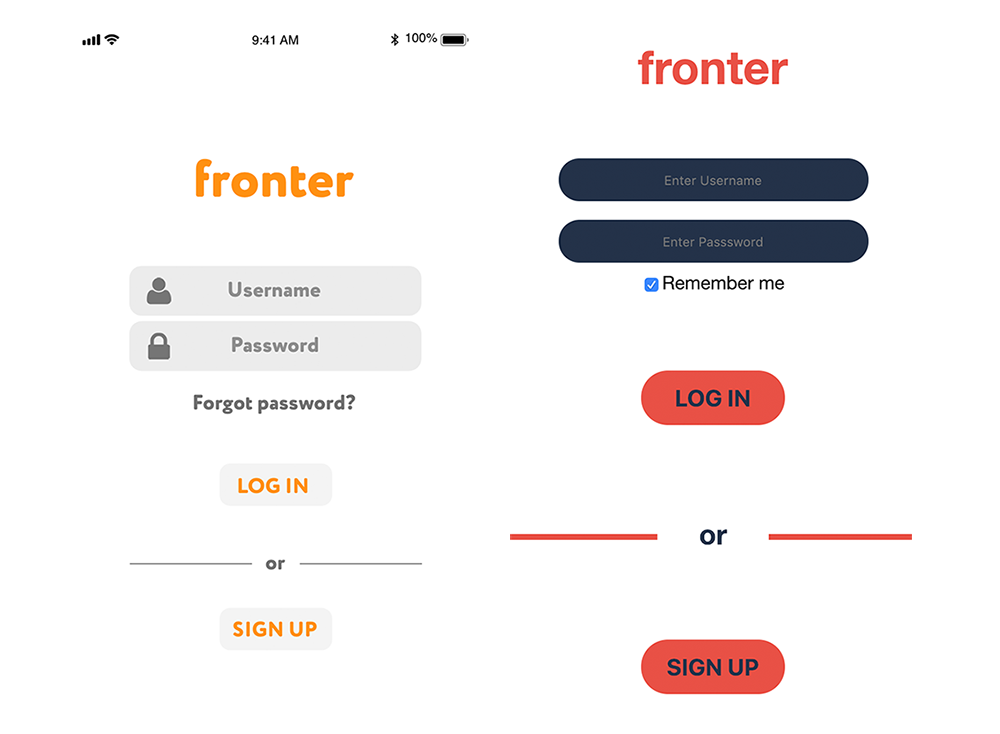 9:41 AM
100%
fronter
Username
Password
Forgot password?
LOG IN
or
SIGN UP
fronter
Enter Username
Enter Passsword
Remember me
LOG IN
or
SIGN UP